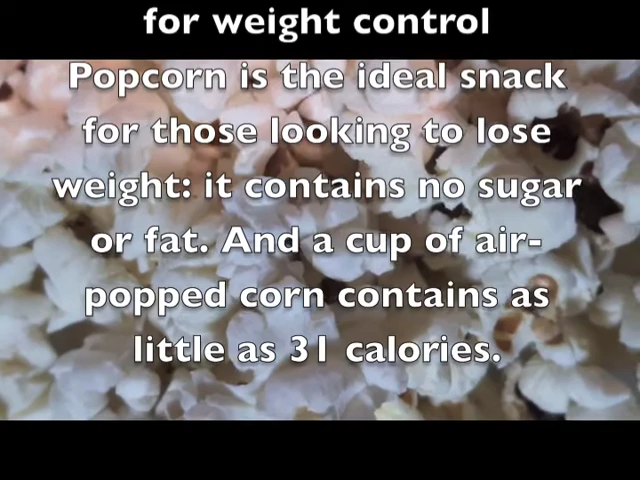 for weight control
Popcorn is the ideal snack
for those looking to lose
weight: it contains no sugar
or fat. And a cup of air-
popped corn contains as
little as 31 calories.